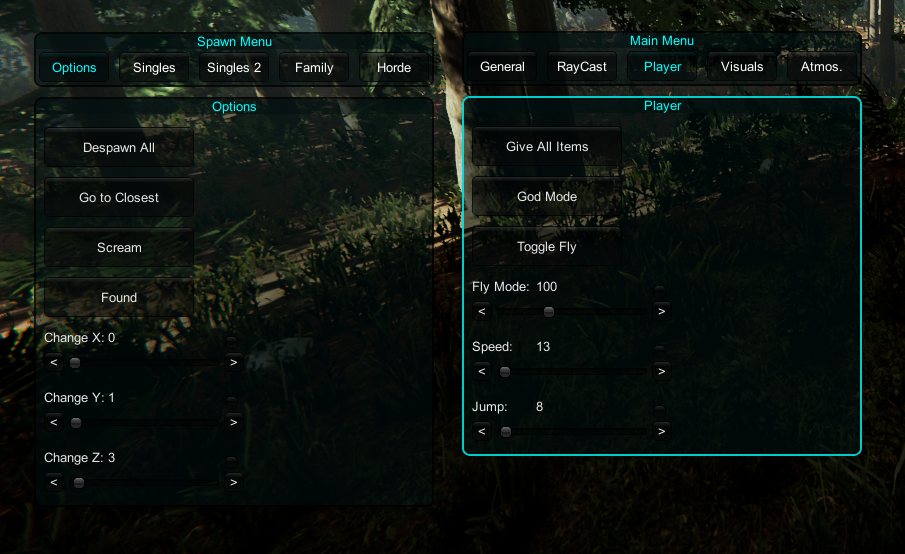 Spawn Menu
Options Singles Singles 2 Family Horde
Options
Despawn All
Go to Closest
Scream
Found
Change X: 0
< >
Change Y: 1
< >
Change Z: 3
< >
Main Menu
General RayCast Player Visuals Atmos.
Player
Give All Items
God Mode
Toggle Fly
Fly Mode: 100
< >
Speed: 13
< >
Jump: 8
< >